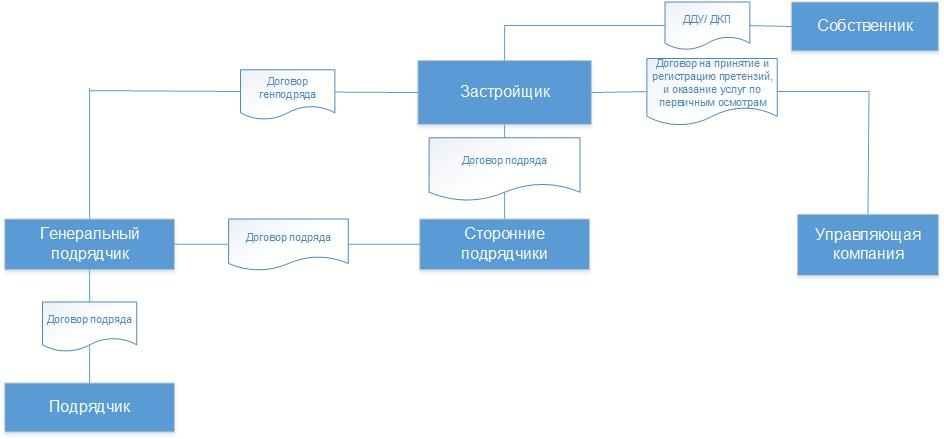 ДДУ/ ДКП
Собственник
Договор
генподряда
Застройщик
Договор на принятие и
регистрацию претензий,
и оказание услуг по
первичным осмотрам
Договор подряда
Генеральный
подрядчик
Договор подряда
Сторонние
подрядчики
Управляющая
компания
Договор подряда
Подрядчик